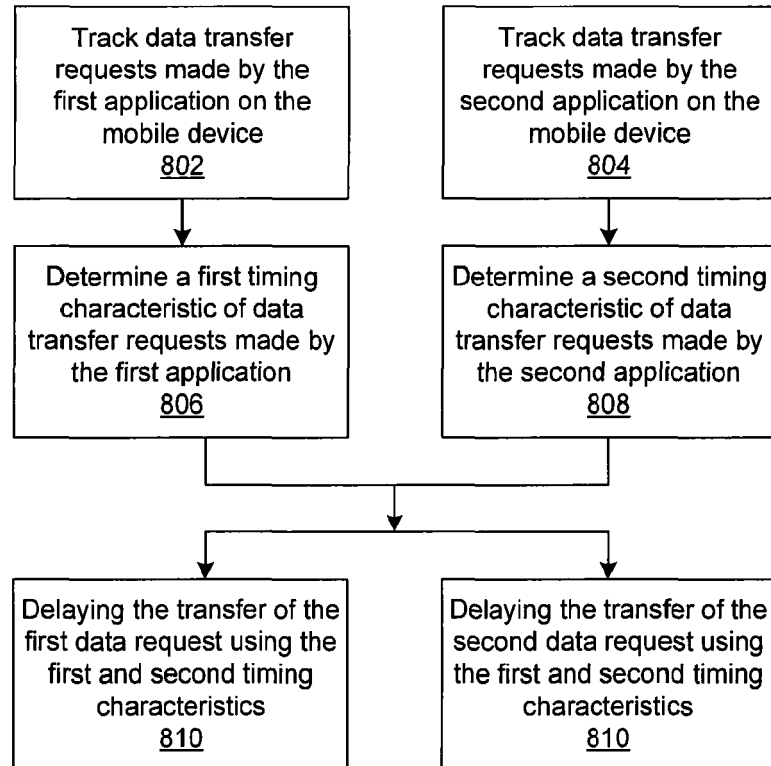 Track data transfer
requests made by the
first application on the
mobile device
802
Track data transfer
requests made by the
second application on the
mobile device
804
Determine a first timing
characteristic of data
transfer requests made by
the first application
806
Determine a second timing
characteristic of data
transfer requests made by
the second application
808
Delaying the transfer of the
first data request using the
first and second timing
characteristics
810
Delaying the transfer of the
second data request using
the first and second timing
characteristics
810